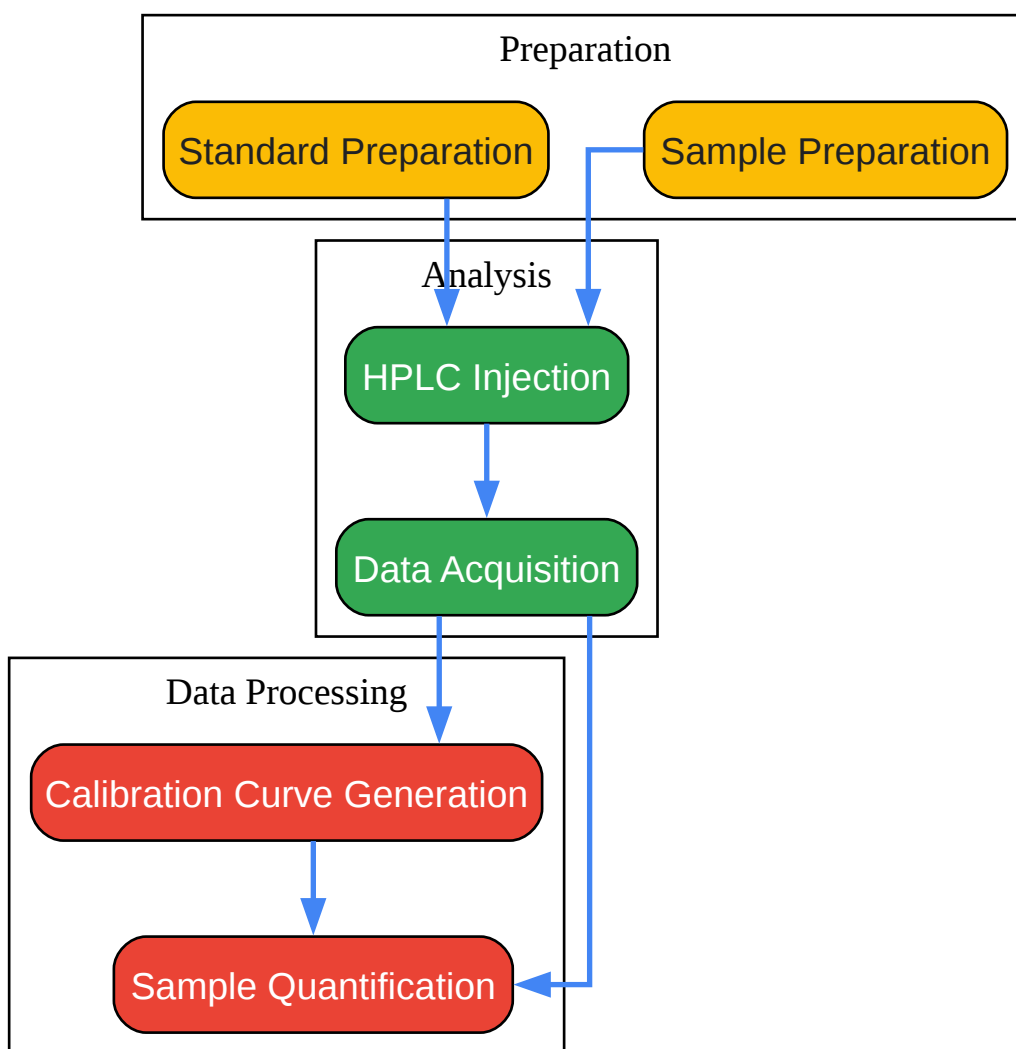 Preparation
Standard Preparation
Sample Preparation
Analysis
HPLC Injection
Data Acquisition
Data Processing
Calibration Curve Generation
Sample Quantification